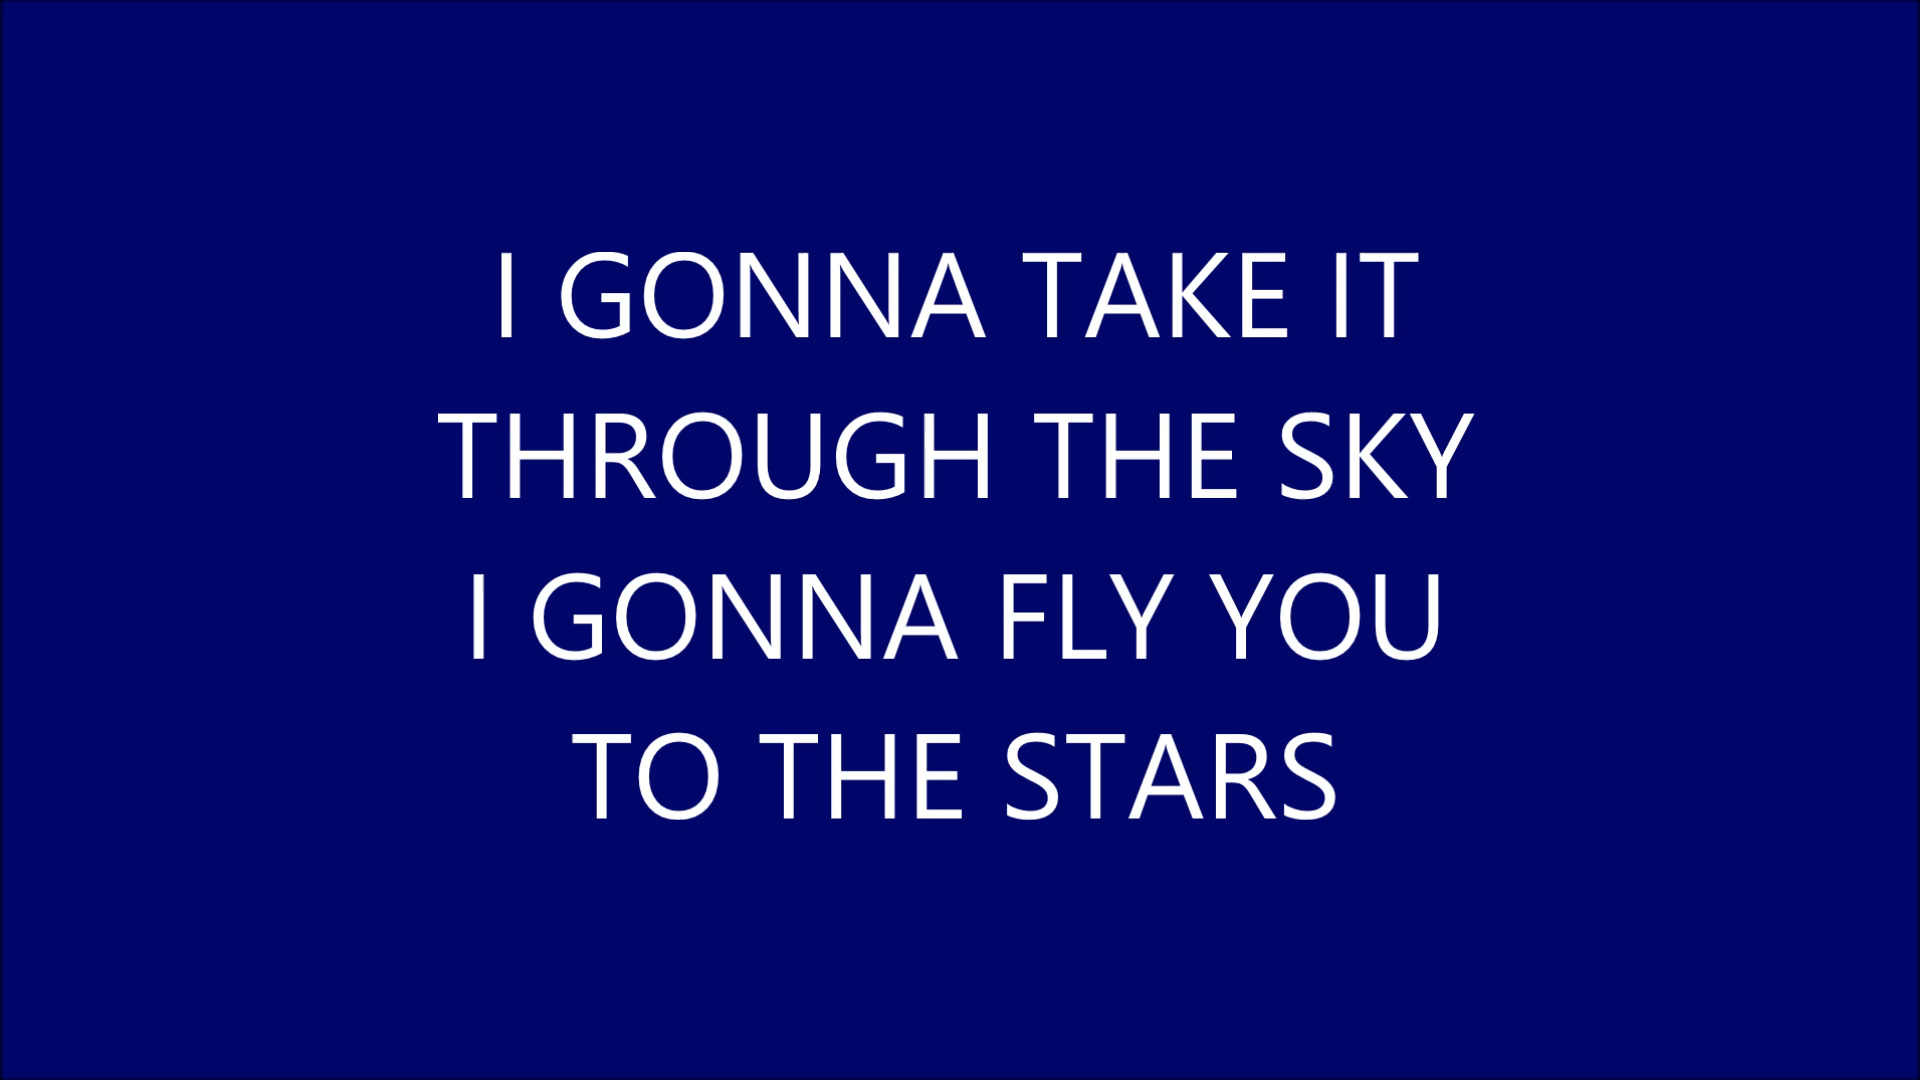 I GONNA TAKE IT
THROUGH THE SKY
I GONNA FLY YOU
TO THE STARS